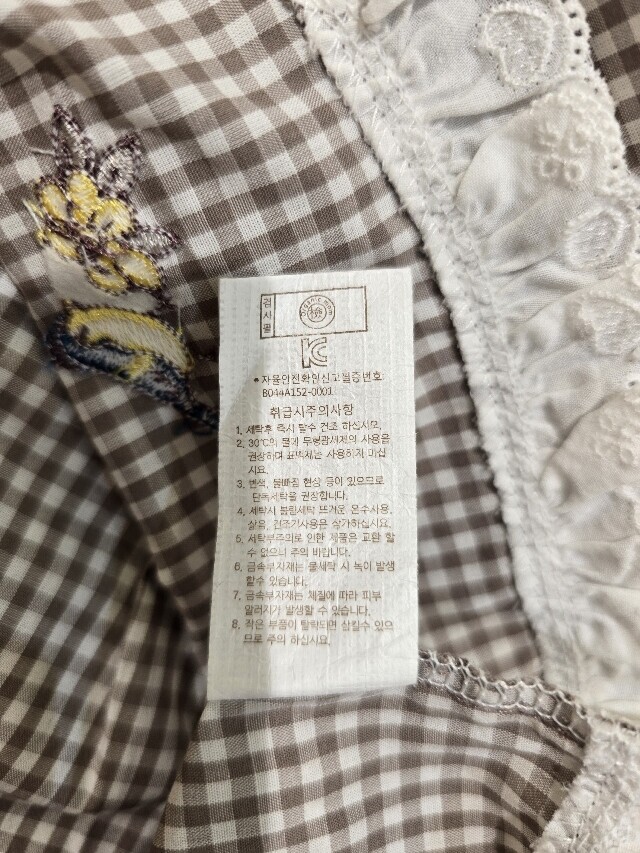 검사필
organic mom
KC
* 자율안전확인신고필증번호:
B044A152-0001
취급시주의사항
1. 세탁후 즉시 탈수 건조 하십시오.
2. 30℃의 물에 무형광세제의 사용을
권장하며 표백제는 사용하지 마십
시요.
3. 변색, 물빠짐 현상 등이 있으므로
단독세탁을 권장합니다.
4. 세탁시 불림세탁 뜨거운 온수사용,
삶음, 건조기사용은 삼가하십시요.
5. 세탁부주의로 인한 제품은 교환 할
수 없으니 주의 바랍니다.
6. 금속부자재는 물세탁 시 녹이 발생
할수 있습니다.
7. 금속부자재는 체질에 따라 피부
알러지가 발생할 수 있습니다.
8. 작은 부품이 탈락되면 삼킬수 있으
므로 주의 하십시요.